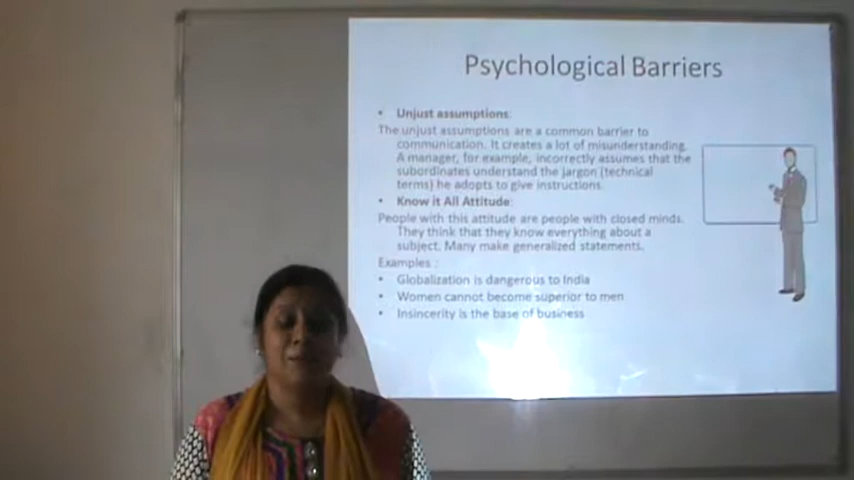 Psychological Barriers
• Unjust assumptions:
The unjust assumptions are a common barrier to
communication. It creates a lot of misunderstanding.
A manager, for example, incorrectly assumes that the
subordinates understand the jargon (technical
terms) he adopts to give instructions.
• Know it All Attitude:
People with this attitude are people with closed minds.
They think that they know everything about a
subject. Many make generalized statements.
Examples :
• Globalization is dangerous to India
• Women cannot become superior to men
• Insincerity is the base of business